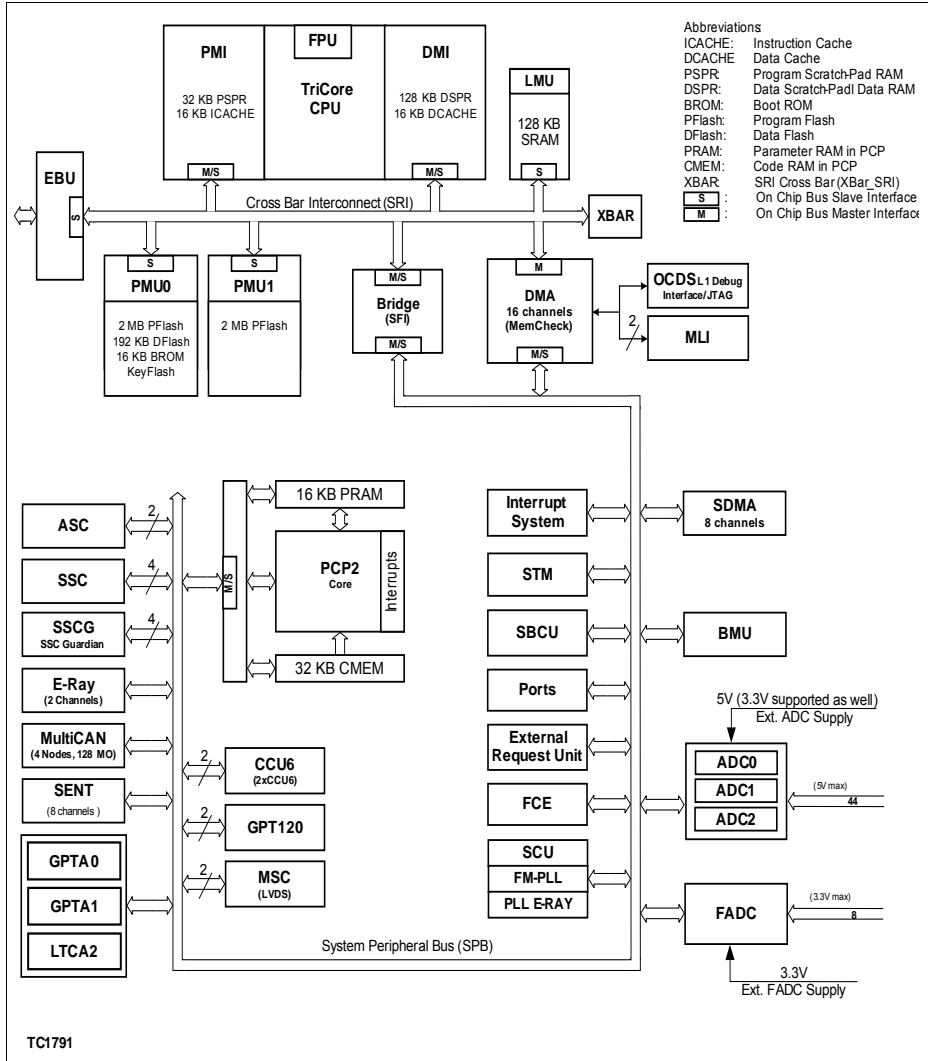 PMI
32 KB PSPR
16 KB ICACHE
M/S
FPU
TriCore
CPU
DMI
128 KB DSPR
16 KB DCACHE
M/S
LMU
128 KB
SRAM
S
Abbreviations:
ICACHE: Instruction Cache
DCACHE Data Cache
PSPR: Program Scratch-Pad RAM
DSPR: Data Scratch-Padl Data RAM
BROM: Boot ROM
PFlash: Program Flash
DFlash: Data Flash
PRAM: Parameter RAM in PCP
CMEM: Code RAM in PCP
XBAR: SRI Cross Bar (XBar_SRI)
S : On Chip Bus Slave Interface
M : On Chip Bus Master Interface
EBU
S
Cross Bar Interconnect (SRI)
XBAR
S
PMU0
2 MB PFlash
192 KB DFlash
16 KB BROM
KeyFlash
S
PMU1
2 MB PFlash
M/S
Bridge
(SFI)
M/S
M
DMA
16 channels
(MemCheck)
M/S
OCDS L1 Debug
Interface/JTAG
2
MLI
ASC
2
SSC
4
SSCG
SSC Guardian
4
E-Ray
(2 Channels)
MultiCAN
(4 Nodes, 128 MO)
SENT
(8 channels )
GPTA0
GPTA1
LTCA2
M/S
16 KB PRAM
PCP2
Core
Interrupts
32 KB CMEM
2
CCU6
(2xCCU6)
2
GPT120
2
MSC
(LVDS)
Interrupt
System
STM
SBCU
Ports
External
Request Unit
FCE
SCU
FM-PLL
PLL E-RAY
SDMA
8 channels
BMU
5V (3.3V supported as well)
Ext. ADC Supply
ADC0
ADC1
ADC2
(5V max)
44
FADC
(3.3V max)
8
3.3V
Ext. FADC Supply
System Peripheral Bus (SPB)
TC1791